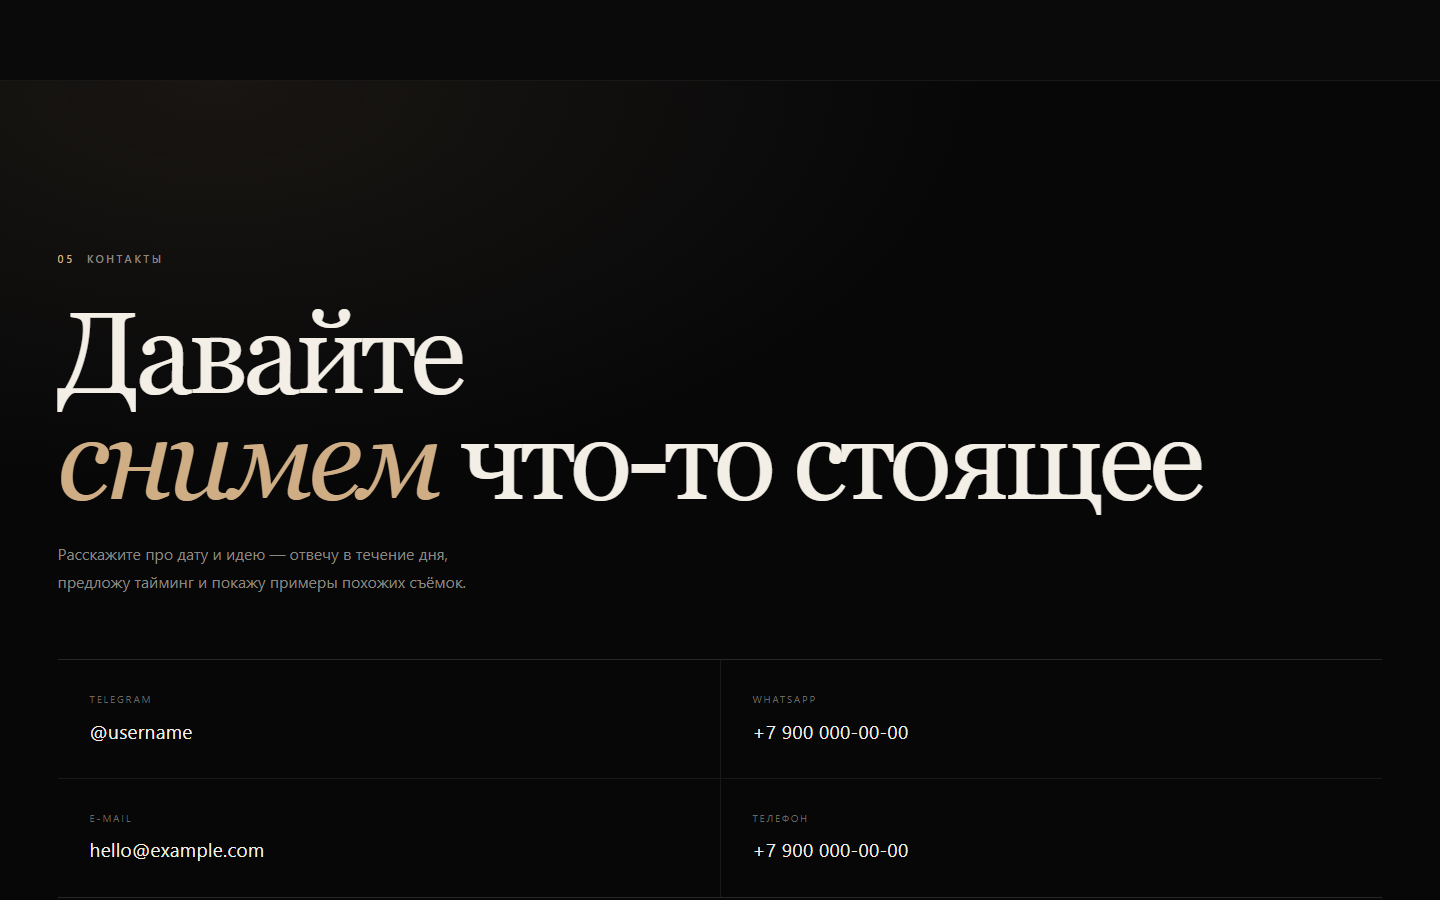 05 КОНТАКТЫ
Давайте
снимем что-то стоящее
Расскажите про дату и идею — отвечу в течение дня,
предложу тайминг и покажу примеры похожих съёмок.
TELEGRAM
@username
WHATSAPP
+7 900 000-00-00
E-MAIL
hello@example.com
ТЕЛЕФОН
+7 900 000-00-00